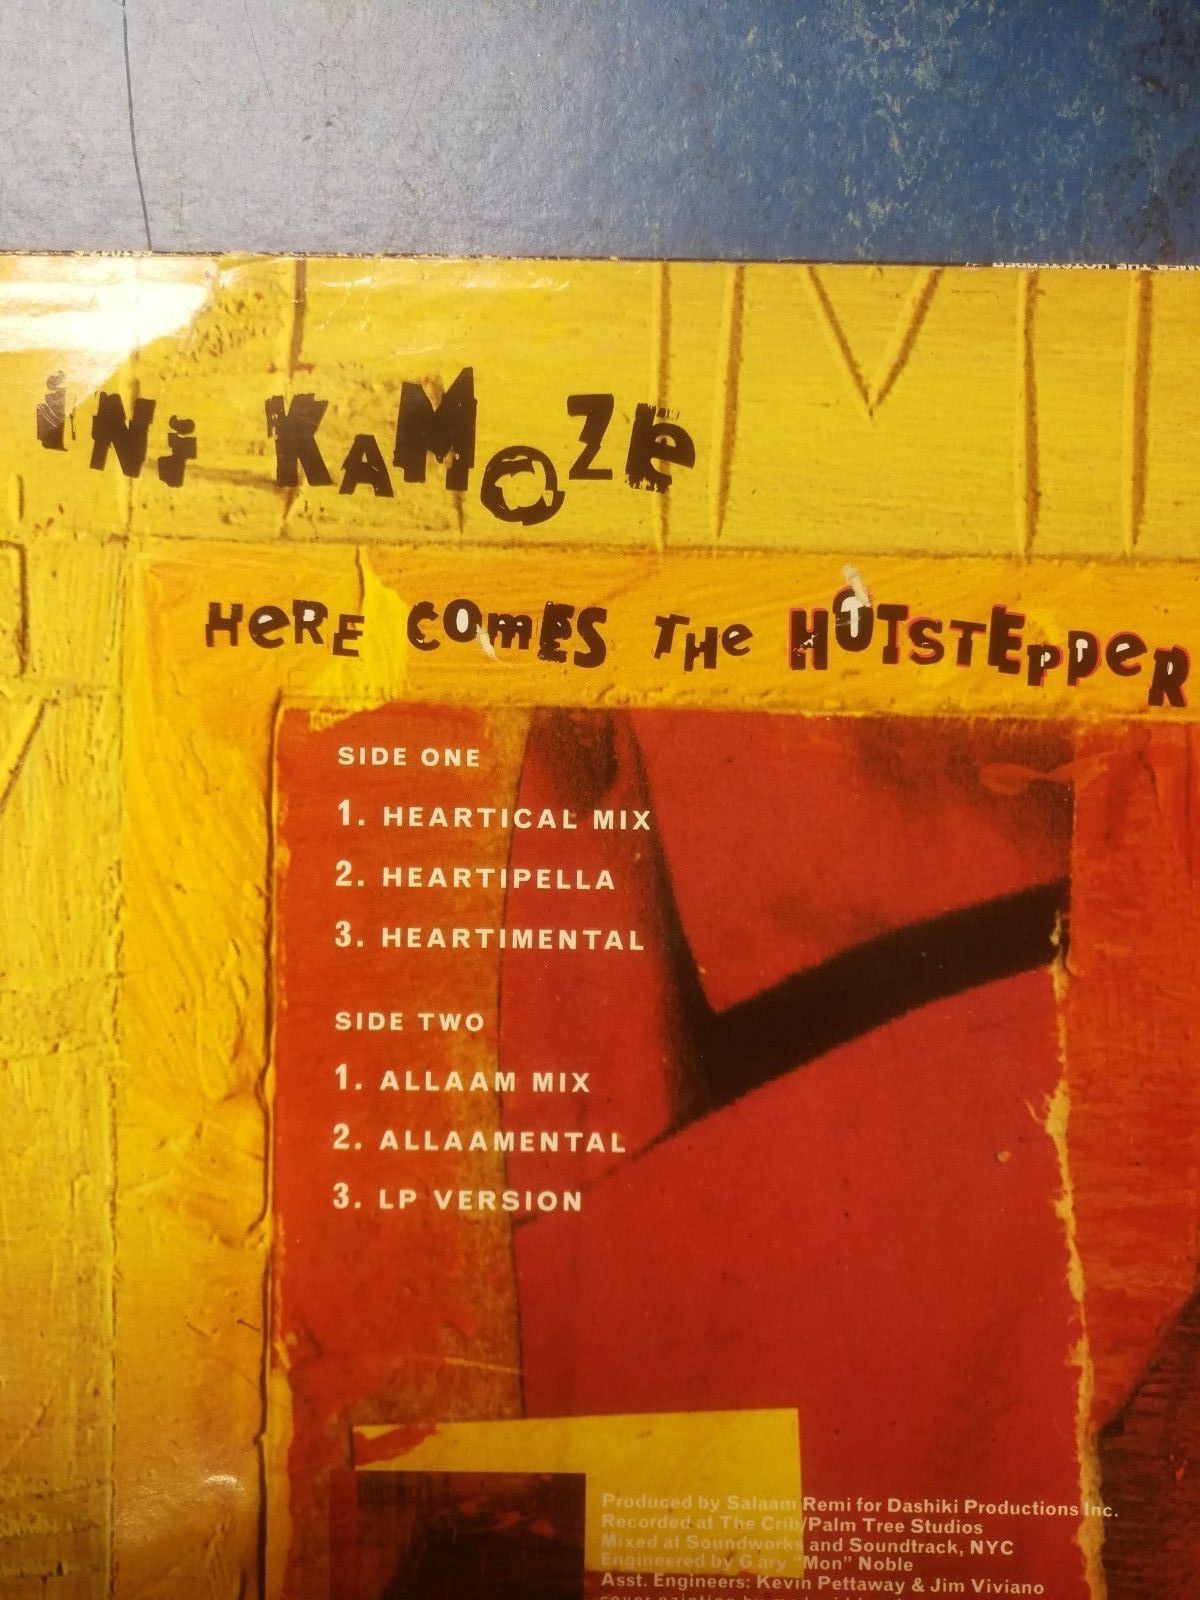 iNi KAMOZe
HeRE COmES THe HOTSTEPPeR
SIDE ONE
1. HEARTICAL MIX
2. HEARTIPELLA
3. HEARTIMENTAL
SIDE TWO
1. ALLAAM MIX
2. ALLAAMENTAL
3. LP VERSION
Produced by Salaam Remi for Dashiki Productions Inc.
Recorded at The Crib/Palm Tree Studios
Mixed at Soundworks and Soundtrack, NYC
Engineered by Gary "Mon" Noble
Asst. Engineers: Kevin Pettaway & Jim Viviano
cover painting by